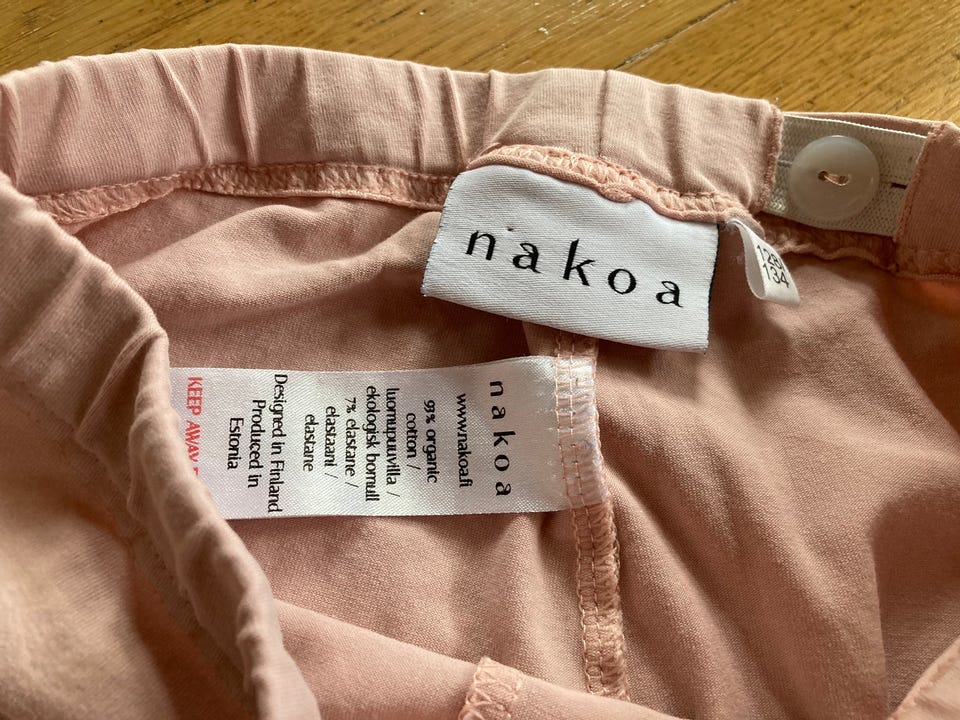 nakoa
128/
134
nakoa
www.nakoa.fi
93% organic
cotton /
luomupuuvilla /
ekologisk bomull
7% elastane /
elastaani /
elastane
Designed in Finland
Produced in
Estonia
KEEP AWAY